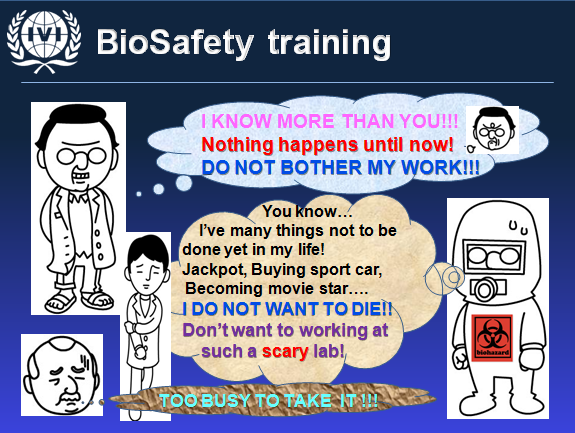 IVI
BioSafety training
I KNOW MORE THAN YOU!!!
Nothing happens until now!
DO NOT BOTHER MY WORK!!!
You know…
I've many things not to be
done yet in my life!
Jackpot, Buying sport car,
Becoming movie star….
I DO NOT WANT TO DIE!!
Don't want to working at
such a scary lab!
biohazard
TOO BUSY TO TAKE IT !!!